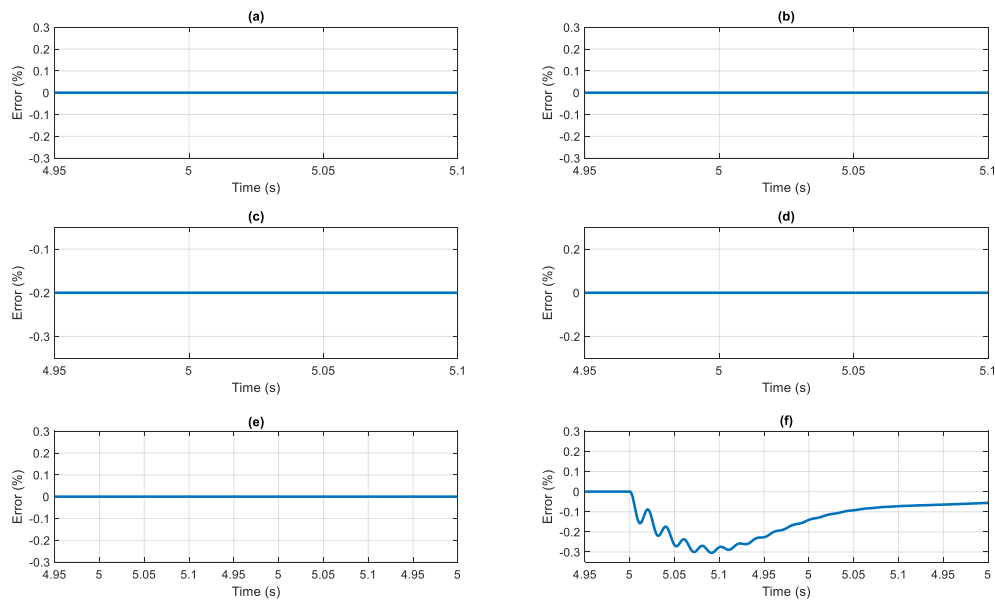 (a)
0.3
0.2
0.1
0
-0.1
-0.2
-0.3
Error (%)
4.95 5 5.05 5.1
Time (s)
(b)
0.3
0.2
0.1
0
-0.1
-0.2
-0.3
Error (%)
4.95 5 5.05 5.1
Time (s)
(c)
-0.1
-0.2
-0.3
Error (%)
4.95 5 5.05 5.1
Time (s)
(d)
0.2
0
-0.2
Error (%)
4.95 5 5.05 5.1
Time (s)
(e)
0.3
0.2
0.1
0
-0.1
-0.2
-0.3
Error (%)
4.95 5 5.05 5.1 4.95 5 5.1 4.95 5
Time (s)
(f)
0.3
0.2
0.1
0
-0.1
-0.2
-0.3
Error (%)
4.95 5 5.05 5.1 4.95 5 5.05 5.1 4.95 5
Time (s)